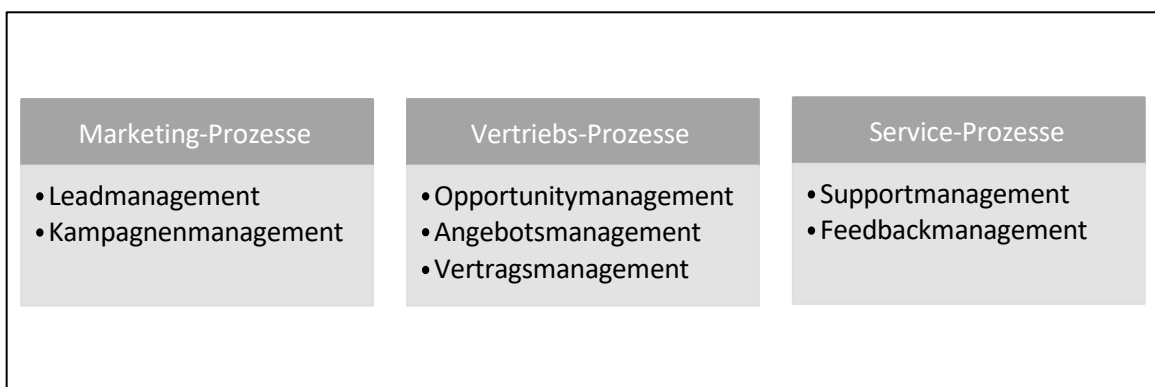 Marketing-Prozesse
• Leadmanagement
• Kampagnenmanagement
Vertriebs-Prozesse
• Opportunitymanagement
• Angebotsmanagement
• Vertragsmanagement
Service-Prozesse
• Supportmanagement
• Feedbackmanagement